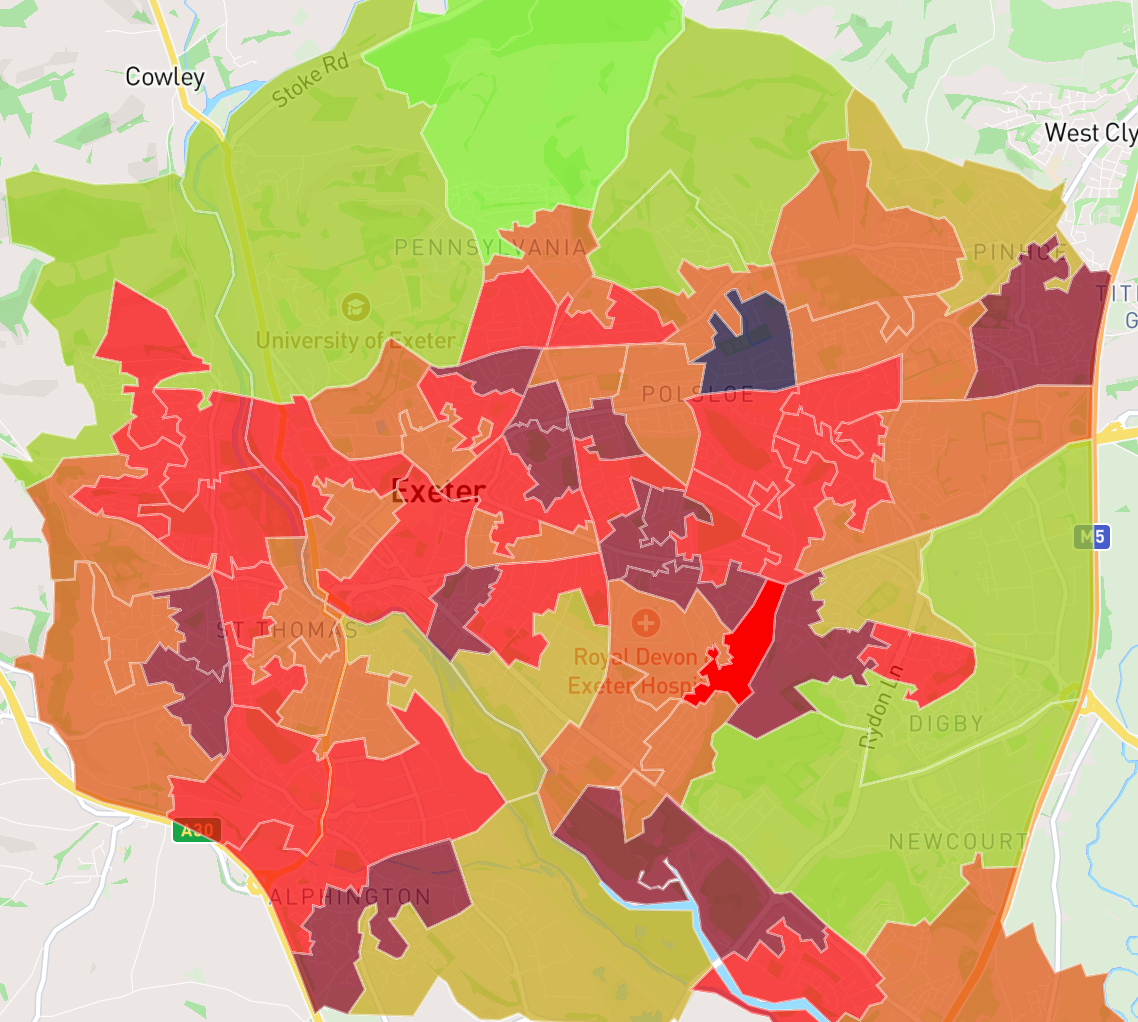 Cowley
Stoke Rd
West Cly
PENNSYLVANIA
PINHOE
TIT
G
University of Exeter
POLSLOE
Exeter
M5
ST THOMAS
Royal Devon
Exeter Hospi
Rydon Ln
DIGBY
A30
NEWCOURT
ALPHINGTON